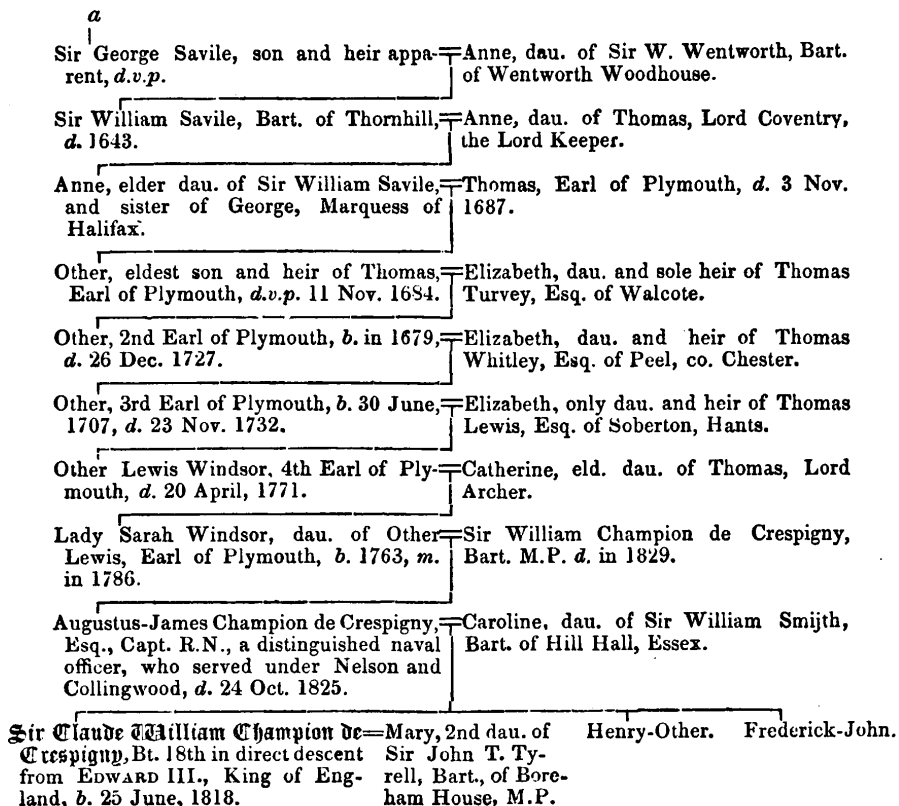 a
Sir George Savile, son and heir appa-
rent, d.v.p.
Anne, dau. of Sir W. Wentworth, Bart.
of Wentworth Woodhouse.
Sir William Savile, Bart. of Thornhill,
d. 1643.
Anne, dau. of Thomas, Lord Coventry,
the Lord Keeper.
Anne, elder dau. of Sir William Savile,
and sister of George, Marquess of
Halifax.
Thomas, Earl of Plymouth, d. 3 Nov.
1687.
Other, eldest son and heir of Thomas,
Earl of Plymouth, d.v.p. 11 Nov. 1684.
Elizabeth, dau. and sole heir of Thomas
Turvey, Esq. of Walcote.
Other, 2nd Earl of Plymouth, b. in 1679,
d. 26 Dec. 1727.
Elizabeth, dau. and heir of Thomas
Whitley, Esq. of Peel, co. Chester.
Other, 3rd Earl of Plymouth, b. 30 June,
1707, d. 23 Nov. 1732.
Elizabeth, only dau. and heir of Thomas
Lewis, Esq. of Soberton, Hants.
Other Lewis Windsor, 4th Earl of Ply-
mouth, d. 20 April, 1771.
Catherine, eld. dau. of Thomas, Lord
Archer.
Lady Sarah Windsor, dau. of Other
Lewis, Earl of Plymouth, b. 1763, m.
in 1786.
Sir William Champion de Crespigny,
Bart. M.P. d. in 1829.
Augustus-James Champion de Crespigny,
Esq., Capt. R.N., a distinguished naval
officer, who served under Nelson and
Collingwood, d. 24 Oct. 1825.
Caroline, dau. of Sir William Smijth,
Bart. of Hill Hall, Essex.
Sir Claude William Champion de
Crespigny, Bt. 18th in direct descent
from EDWARD III., King of Eng-
land, b. 25 June, 1818.
Mary, 2nd dau. of
Sir John T. Ty-
rell, Bart., of Bore-
ham House, M.P.
Henry-Other.
Frederick-John.